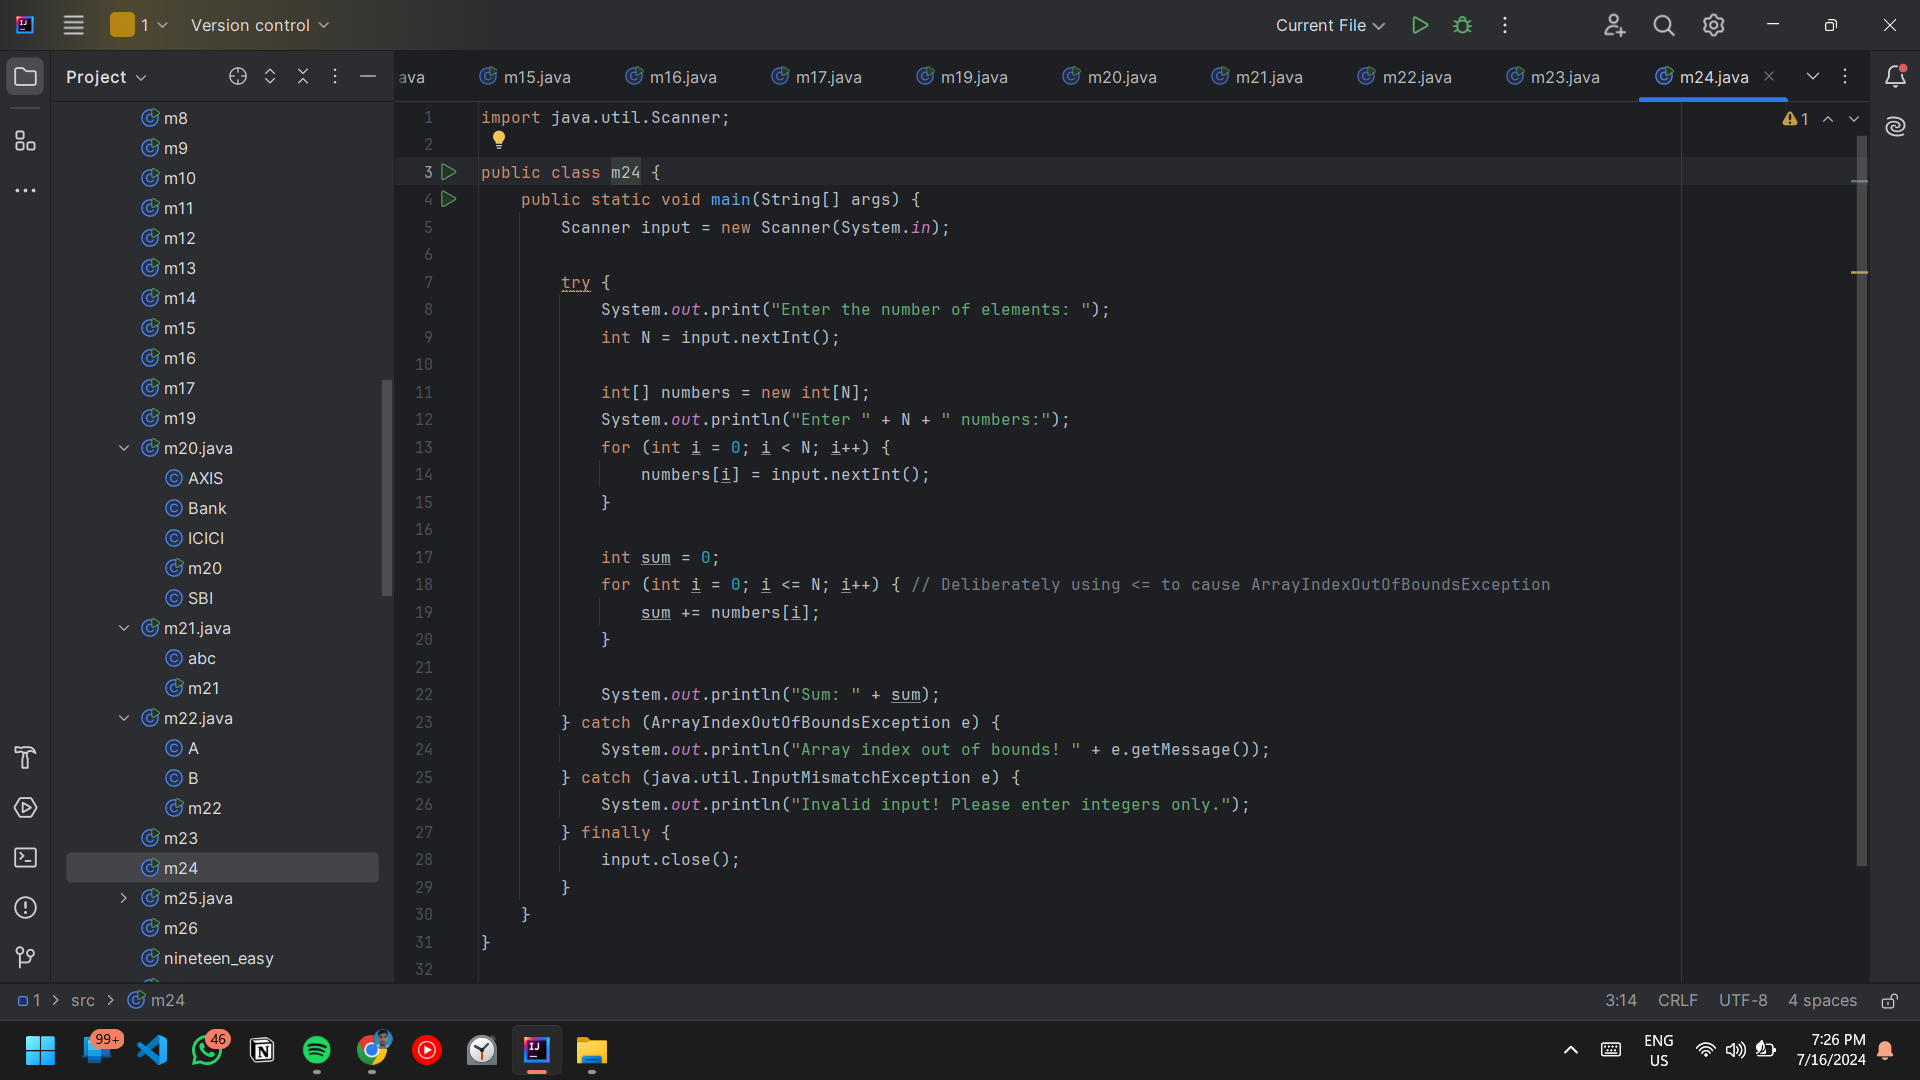 1 Version control Current File
Project
ava m15.java m16.java m17.java m19.java m20.java m21.java m22.java m23.java m24.java
m8
m9
m10
m11
m12
m13
m14
m15
m16
m17
m19
m20.java
AXIS
Bank
ICICI
m20
SBI
m21.java
abc
m21
m22.java
A
B
m22
m23
m24
m25.java
m26
nineteen_easy
1 import java.util.Scanner;
2
3 public class m24 {
4 public static void main(String[] args) {
5 Scanner input = new Scanner(System.in);
6
7 try {
8 System.out.print("Enter the number of elements: ");
9 int N = input.nextInt();
10
11 int[] numbers = new int[N];
12 System.out.println("Enter " + N + " numbers:");
13 for (int i = 0; i < N; i++) {
14 numbers[i] = input.nextInt();
15 }
16
17 int sum = 0;
18 for (int i = 0; i <= N; i++) { // Deliberately using <= to cause ArrayIndexOutOfBoundsException
19 sum += numbers[i];
20 }
21
22 System.out.println("Sum: " + sum);
23 } catch (ArrayIndexOutOfBoundsException e) {
24 System.out.println("Array index out of bounds! " + e.getMessage());
25 } catch (java.util.InputMismatchException e) {
26 System.out.println("Invalid input! Please enter integers only.");
27 } finally {
28 input.close();
29 }
30 }
31 }
32
1
1 > src > m24 3:14 CRLF UTF-8 4 spaces
99+ 46
ENG
US
7:26 PM
7/16/2024